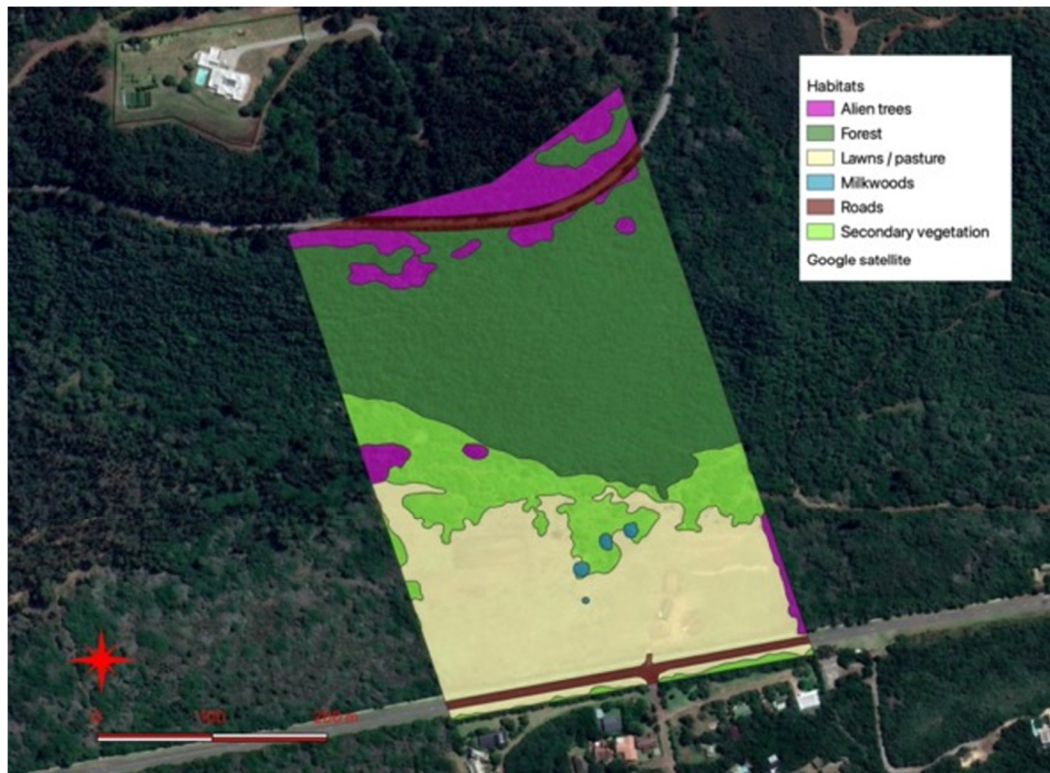 Habitats
Alien trees
Forest
Lawns / pasture
Milkwoods
Roads
Secondary vegetation
Google satellite
0 100 200 m